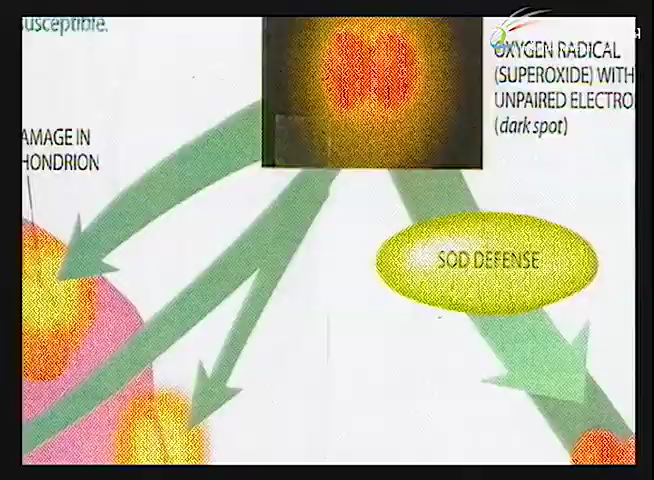 usceptible.
OXYGEN RADICAL
(SUPEROXIDE) WITH
UNPAIRED ELECTRO
(dark spot)
AMAGE IN
HONDRION
SOD DEFENSE